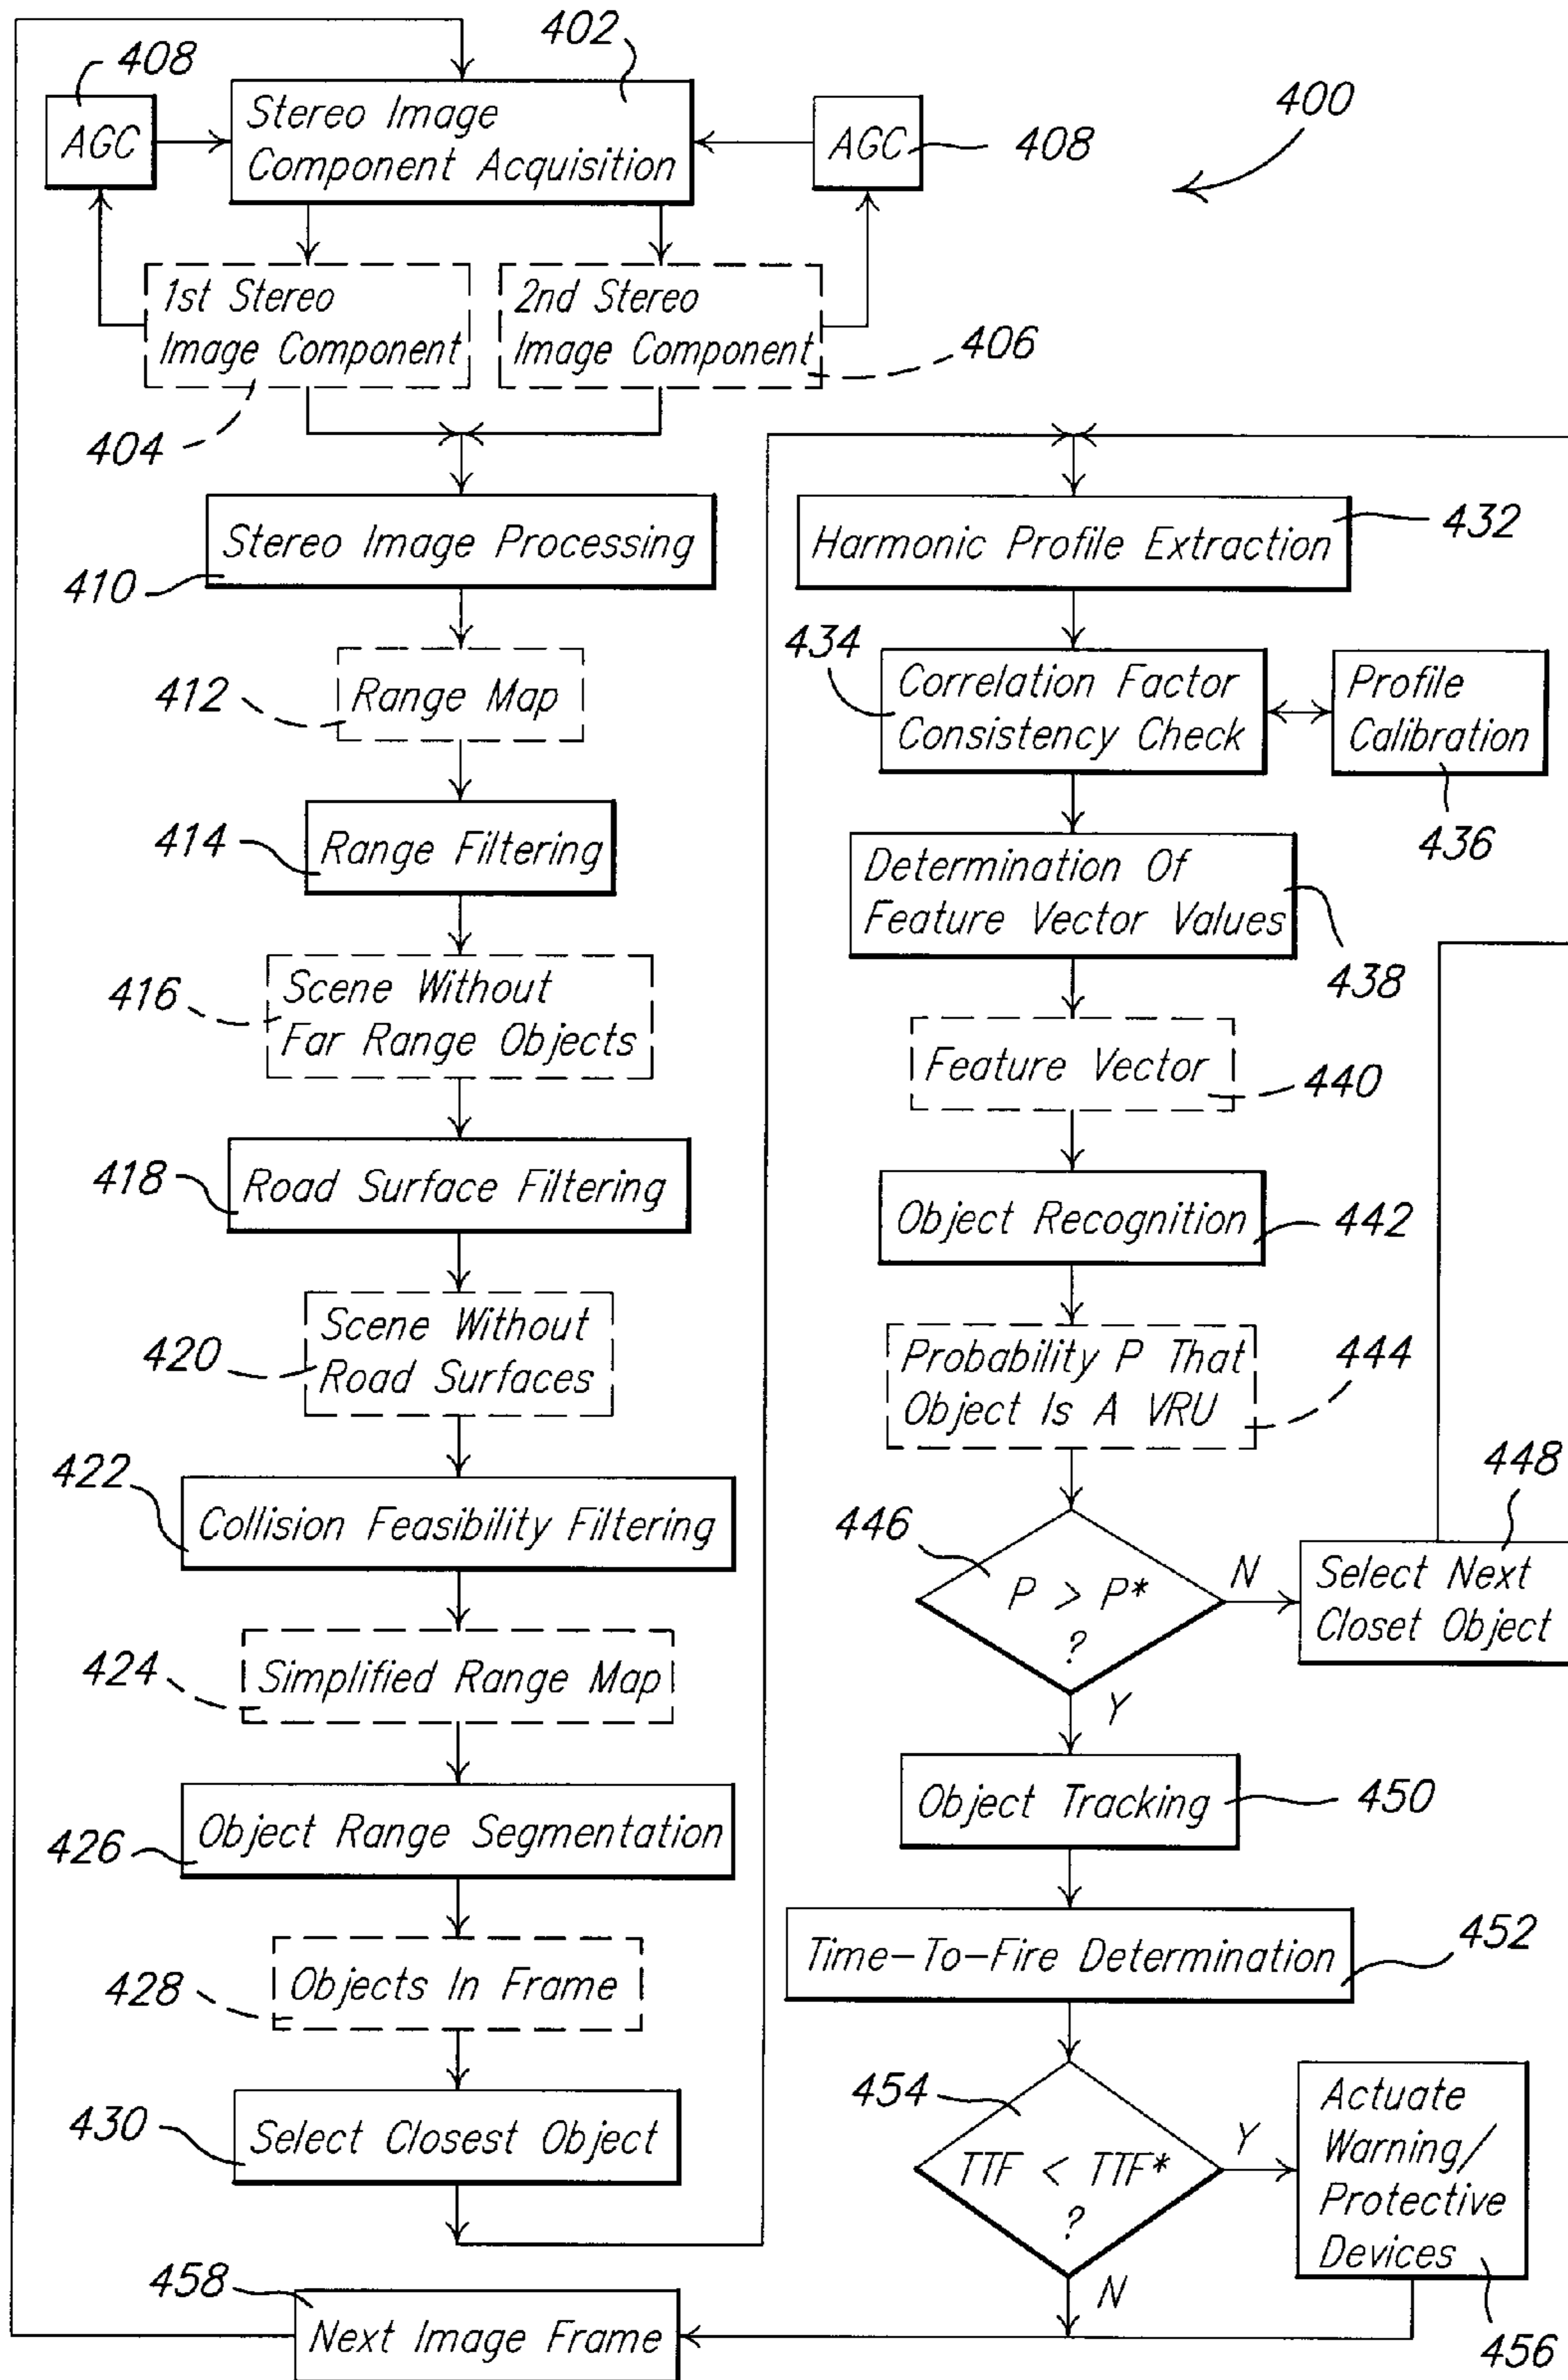 402
408
AGC
Stereo Image
Component Acquisition
AGC
408
400
1st Stereo
Image Component
2nd Stereo
Image Component
406
404
Stereo Image Processing
410
Range Map
412
414
Range Filtering
416
Scene Without
Far Range Objects
418
Road Surface Filtering
Scene Without
Road Surfaces
420
422
Collision Feasibility Filtering
424
Simplified Range Map
426
Object Range Segmentation
428
Objects In Frame
430
Select Closest Object
458
Next Image Frame
Harmonic Profile Extraction
432
434
Correlation Factor
Consistency Check
Profile
Calibration
436
Determination Of
Feature Vector Values
438
Feature Vector
440
Object Recognition
442
Probability P That
Object Is A VRU
444
446
P > P*
?
N
448
Select Next
Closet Object
Y
Object Tracking
450
Time-To-Fire Determination
452
454
TTF < TTF*
?
Y
Actuate
Warning/
Protective
Devices
N
456